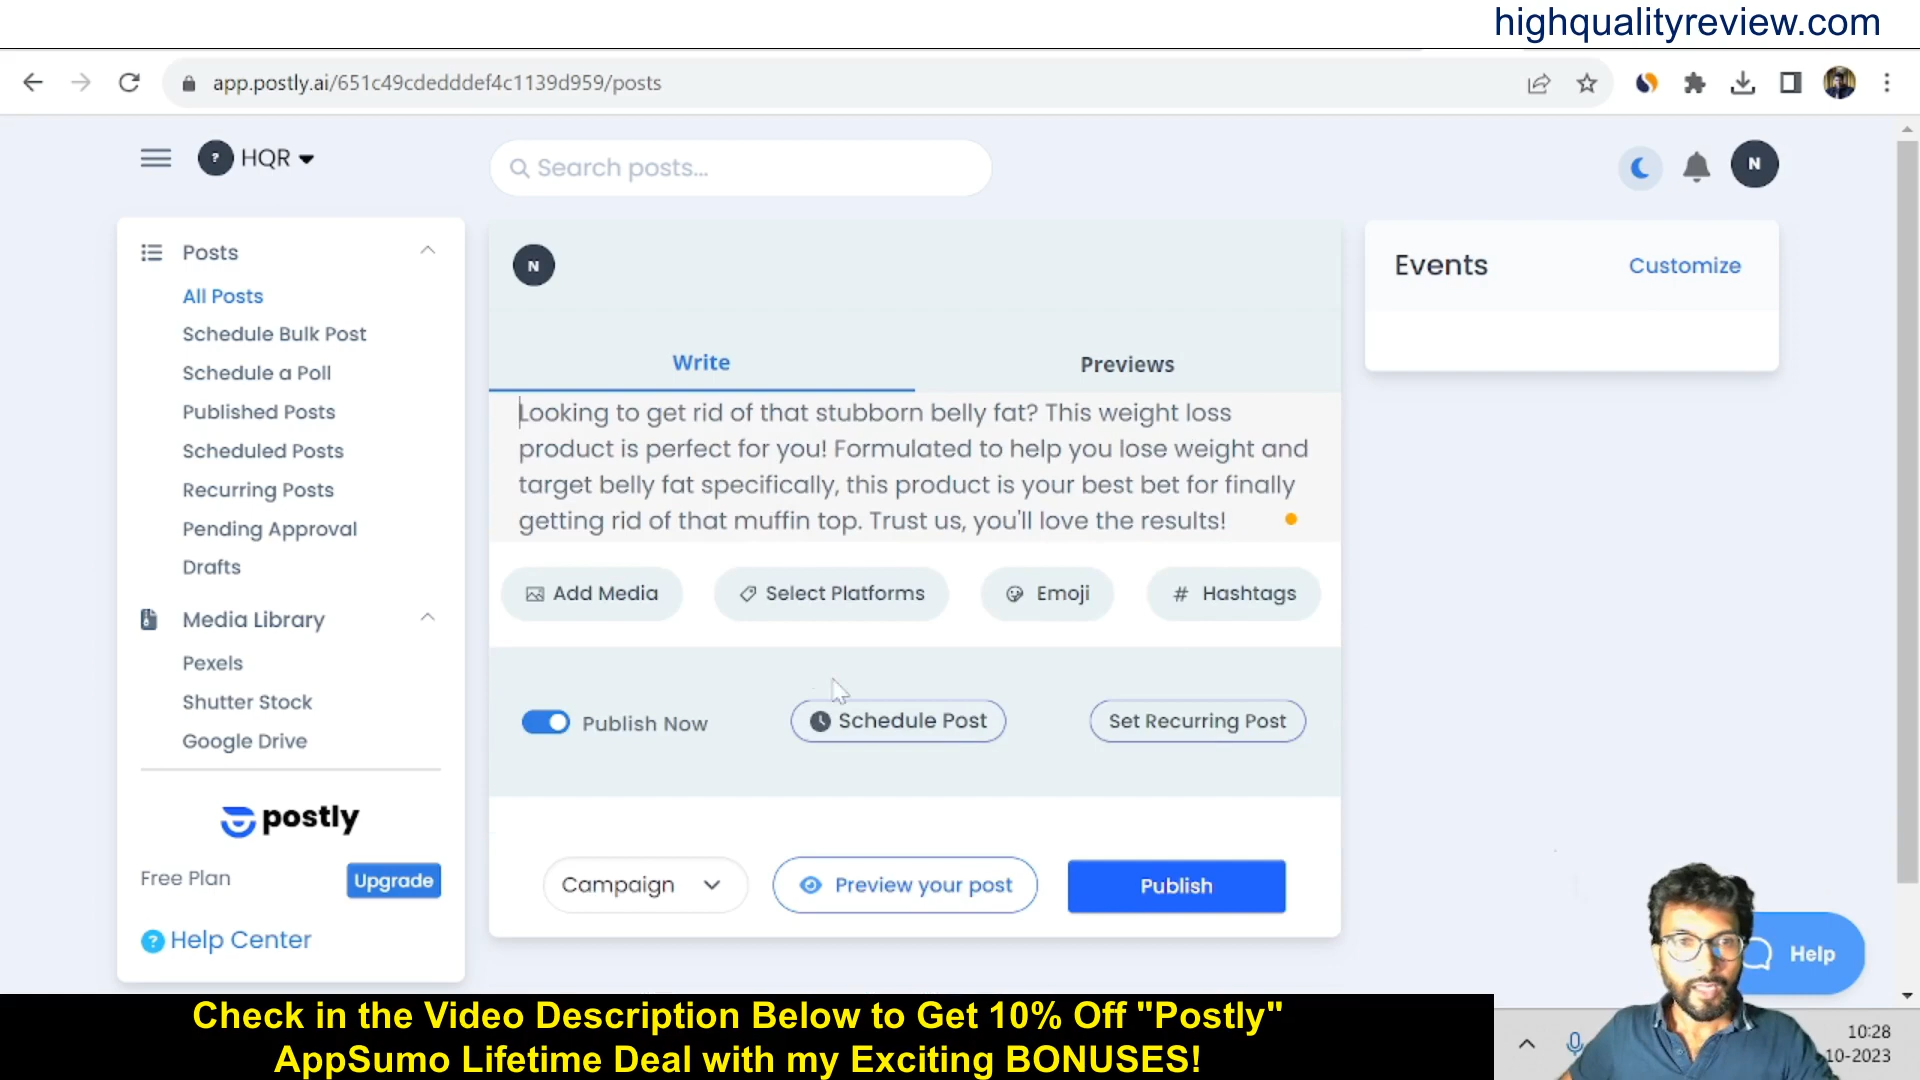 highqualityreview.com
app.postly.ai/651c49cdedddef4c1139d959/posts
? HQR
Search posts...
N
Posts
All Posts
Schedule Bulk Post
Schedule a Poll
Published Posts
Scheduled Posts
Recurring Posts
Pending Approval
Drafts
Media Library
Pexels
Shutter Stock
Google Drive
postly
Free Plan
Upgrade
? Help Center
N
Write
Previews
Looking to get rid of that stubborn belly fat? This weight loss
product is perfect for you! Formulated to help you lose weight and
target belly fat specifically, this product is your best bet for finally
getting rid of that muffin top. Trust us, you'll love the results!
Add Media
Select Platforms
Emoji
# Hashtags
Publish Now
Schedule Post
Set Recurring Post
Campaign
Preview your post
Publish
Events
Customize
Help
Check in the Video Description Below to Get 10% Off "Postly"
AppSumo Lifetime Deal with my Exciting BONUSES!
10:28
10-2023